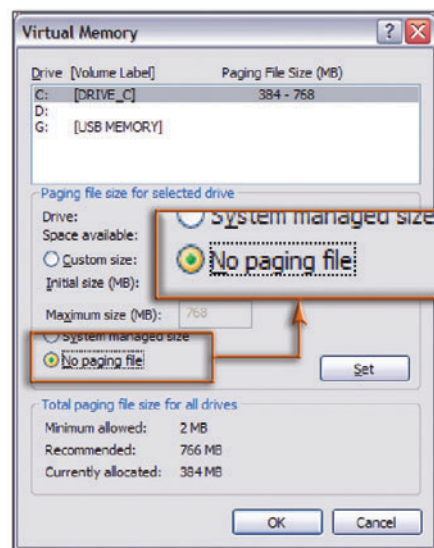 Virtual Memory
Drive [Volume Label] Paging File Size (MB)
C: [DRIVE_C] 384 - 768
D:
G: [USB MEMORY]
Paging file size for selected drive
Drive:
Space available:
Custom size:
Initial size (MB):
System managed size
No paging file
Maximum size (MB): 768
System managed size
No paging file
Set
Total paging file size for all drives
Minimum allowed: 2 MB
Recommended: 766 MB
Currently allocated: 384 MB
OK Cancel